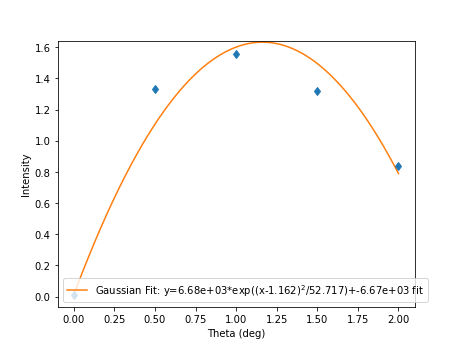 1.6
1.4
1.2
1.0
0.8
0.6
0.4
0.2
0.0
Intensity
Gaussian Fit: y=6.68e+03*exp((x-1.162)²/52.717)+-6.67e+03 fit
0.00 0.25 0.50 0.75 1.00 1.25 1.50 1.75 2.00
Theta (deg)